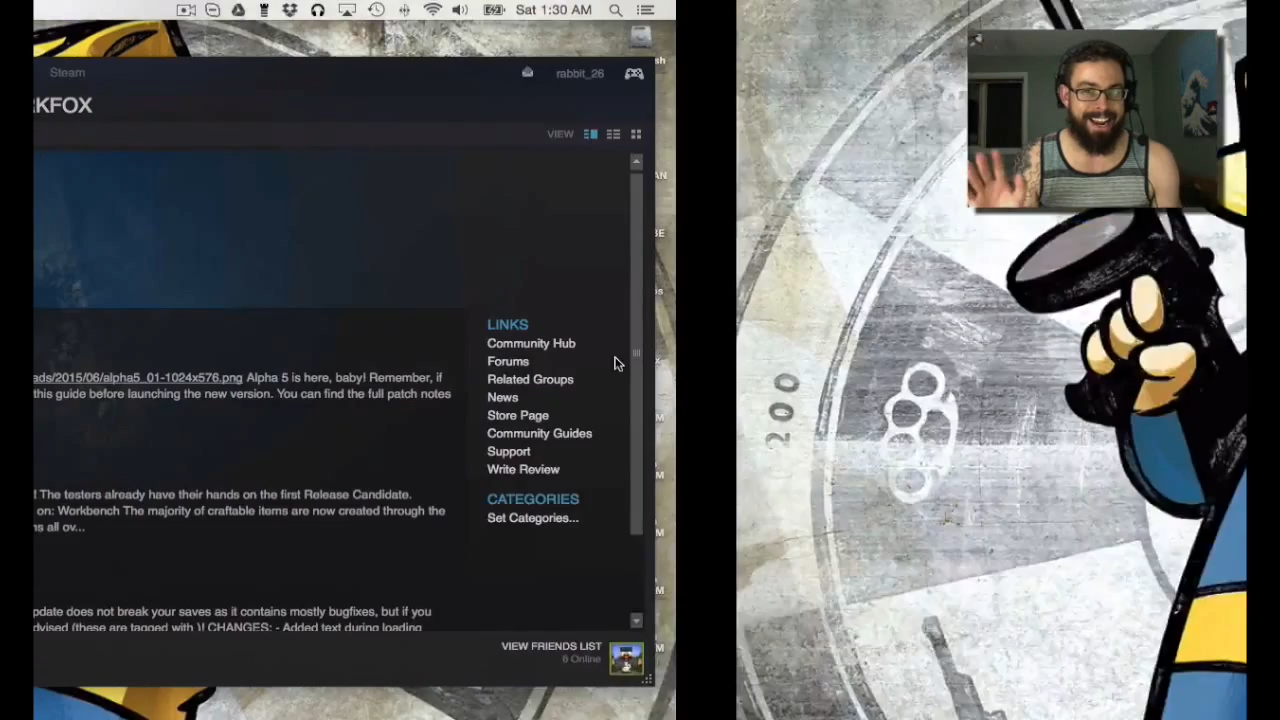 Sat 1:30 AM
Steam
rabbit_26
RKFOX
VIEW
LINKS
Community Hub
Forums
Related Groups
News
Store Page
Community Guides
Support
Write Review
CATEGORIES
Set Categories...
ads/2015/06/alpha5_01-1024x576.png Alpha 5 is here, baby! Remember, if
this guide before launching the new version. You can find the full patch notes
! The testers already have their hands on the first Release Candidate.
on: Workbench The majority of craftable items are now created through the
ns all ov...
pdate does not break your saves as it contains mostly bugfixes, but if you
dvised (these are tagged with )! CHANGES: - Added text during loading
VIEW FRIENDS LIST
6 Online
200